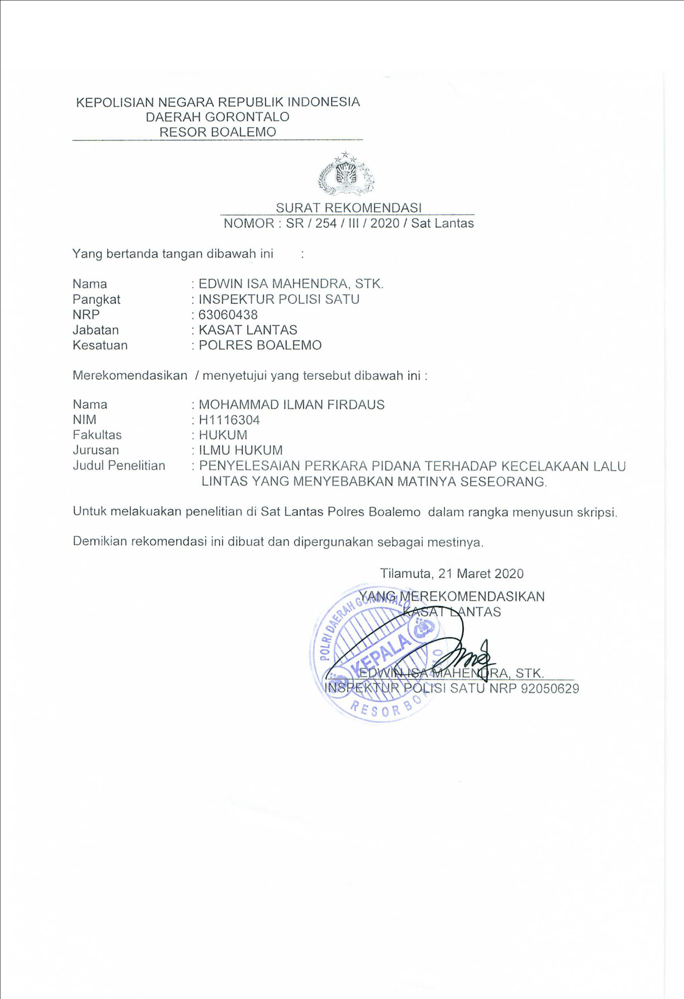 KEPOLISIAN NEGARA REPUBLIK INDONESIA
DAERAH GORONTALO
RESOR BOALEMO
SURAT REKOMENDASI
NOMOR : SR / 254 / III / 2020 / Sat Lantas
Yang bertanda tangan dibawah ini :
Nama : EDWIN ISA MAHENDRA, STK.
Pangkat : INSPEKTUR POLISI SATU
NRP : 63060438
Jabatan : KASAT LANTAS
Kesatuan : POLRES BOALEMO
Merekomendasikan / menyetujui yang tersebut dibawah ini :
Nama : MOHAMMAD ILMAN FIRDAUS
NIM : H1116304
Fakultas : HUKUM
Jurusan : ILMU HUKUM
Judul Penelitian : PENYELESAIAN PERKARA PIDANA TERHADAP KECELAKAAN LALU
LINTAS YANG MENYEBABKAN MATINYA SESEORANG.
Untuk melakuakan penelitian di Sat Lantas Polres Boalemo dalam rangka menyusun skripsi.
Demikian rekomendasi ini dibuat dan dipergunakan sebagai mestinya.
Tilamuta, 21 Maret 2020
YANG MEREKOMENDASIKAN
KASAT LANTAS
POLRI DAERAH GORONTALO
KEPALA
RESOR BOALEMO
EDWIN ISA MAHENDRA, STK.
INSPEKTUR POLISI SATU NRP 92050629